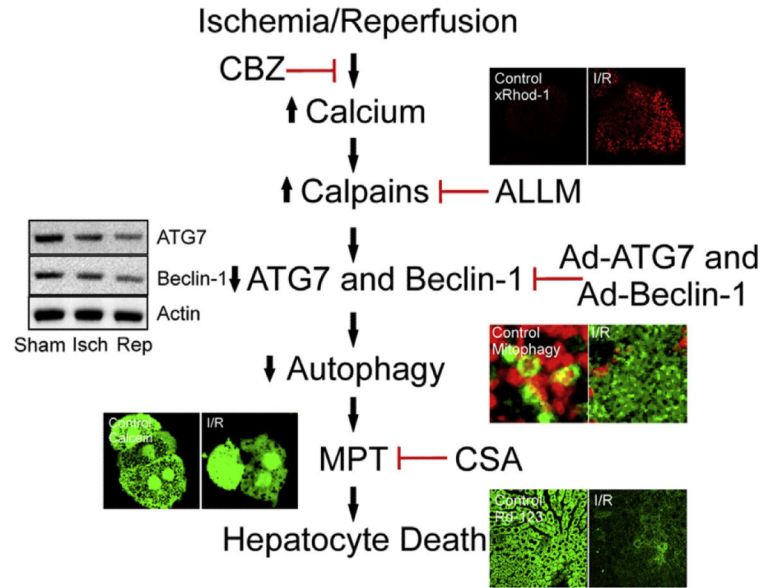 Ischemia/Reperfusion
CBZ
Calcium
Control
xRhod-1
I/R
Calpains
ALLM
ATG7
Beclin-1
Actin
Sham Isch Rep
ATG7 and Beclin-1
Ad-ATG7 and
Ad-Beclin-1
Autophagy
Control
Mitophagy
I/R
Control
Calcein
I/R
MPT
CSA
Hepatocyte Death
Control
Rd-123
I/R